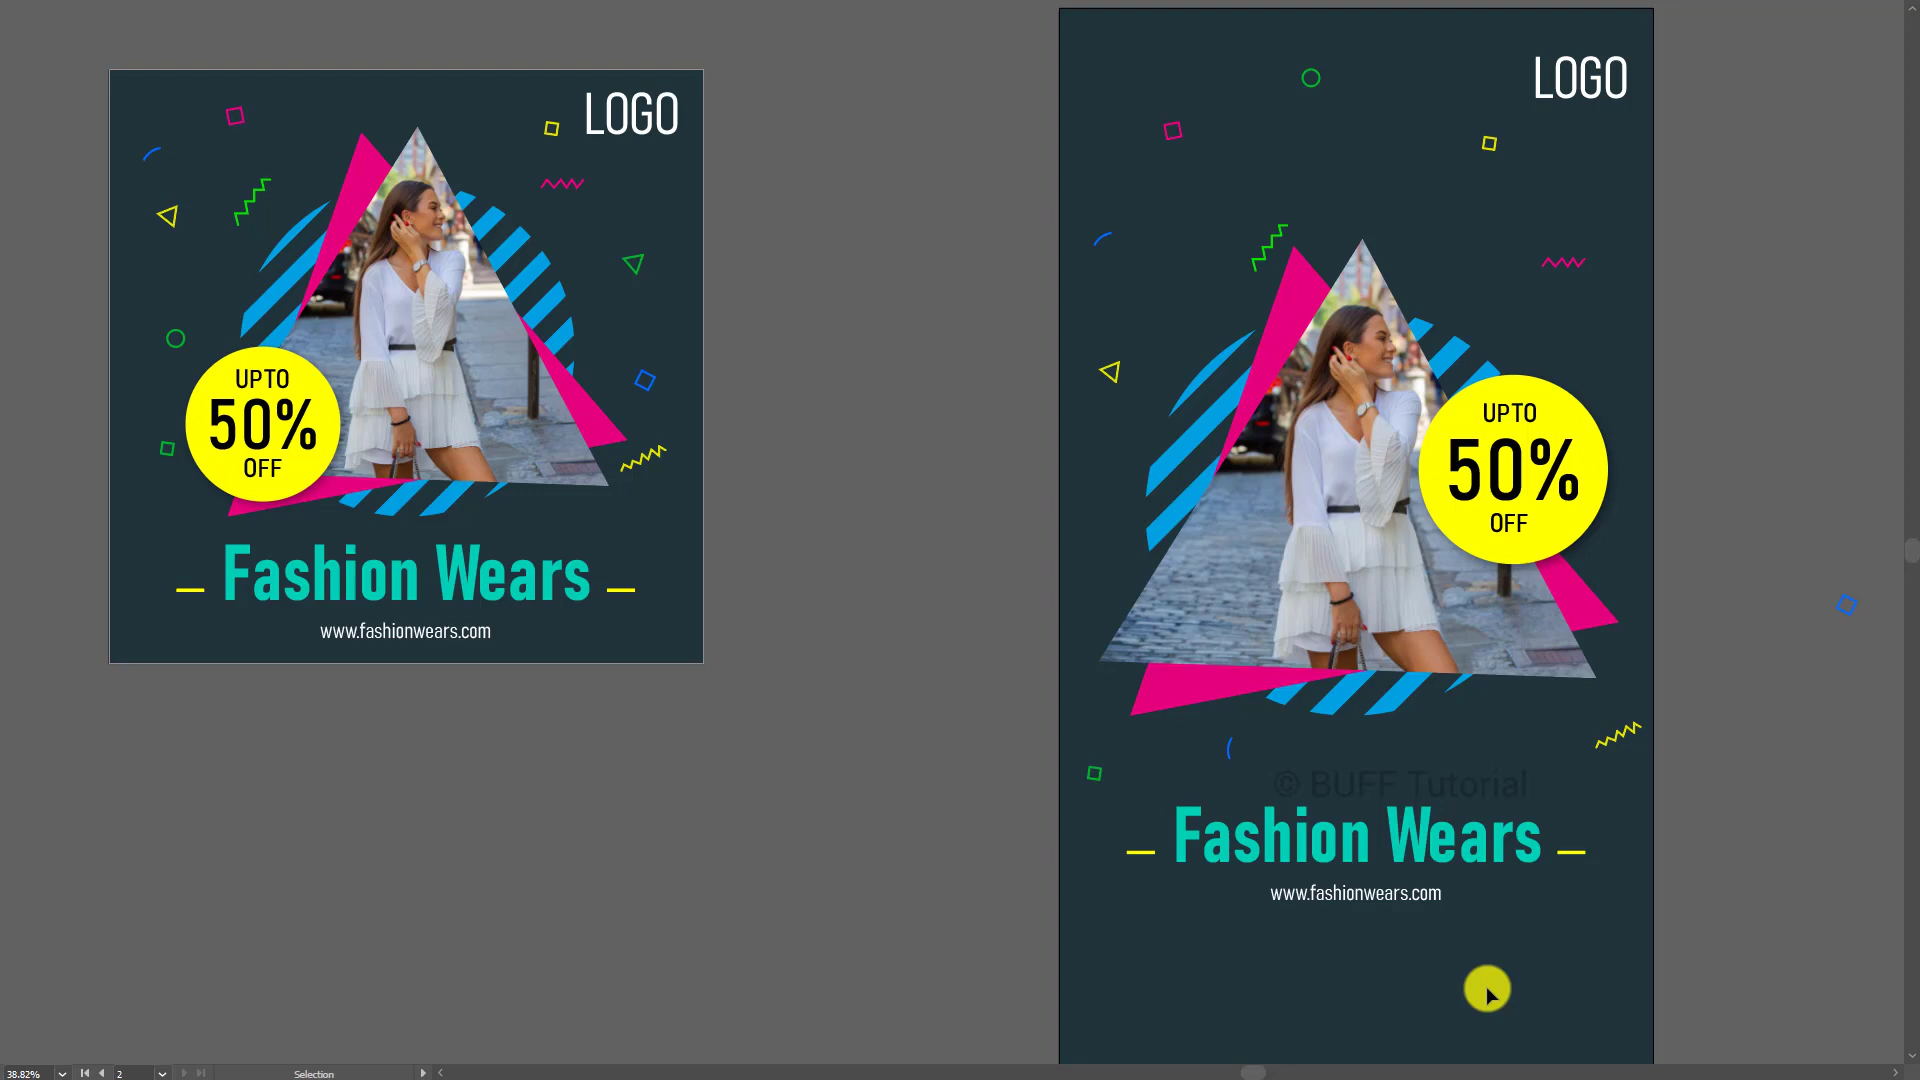 LOGO
UPTO
50%
OFF
Fashion Wears
www.fashionwears.com
LOGO
UPTO
50%
OFF
© BUFF Tutorial
Fashion Wears
www.fashionwears.com
38.82%
2
Selection